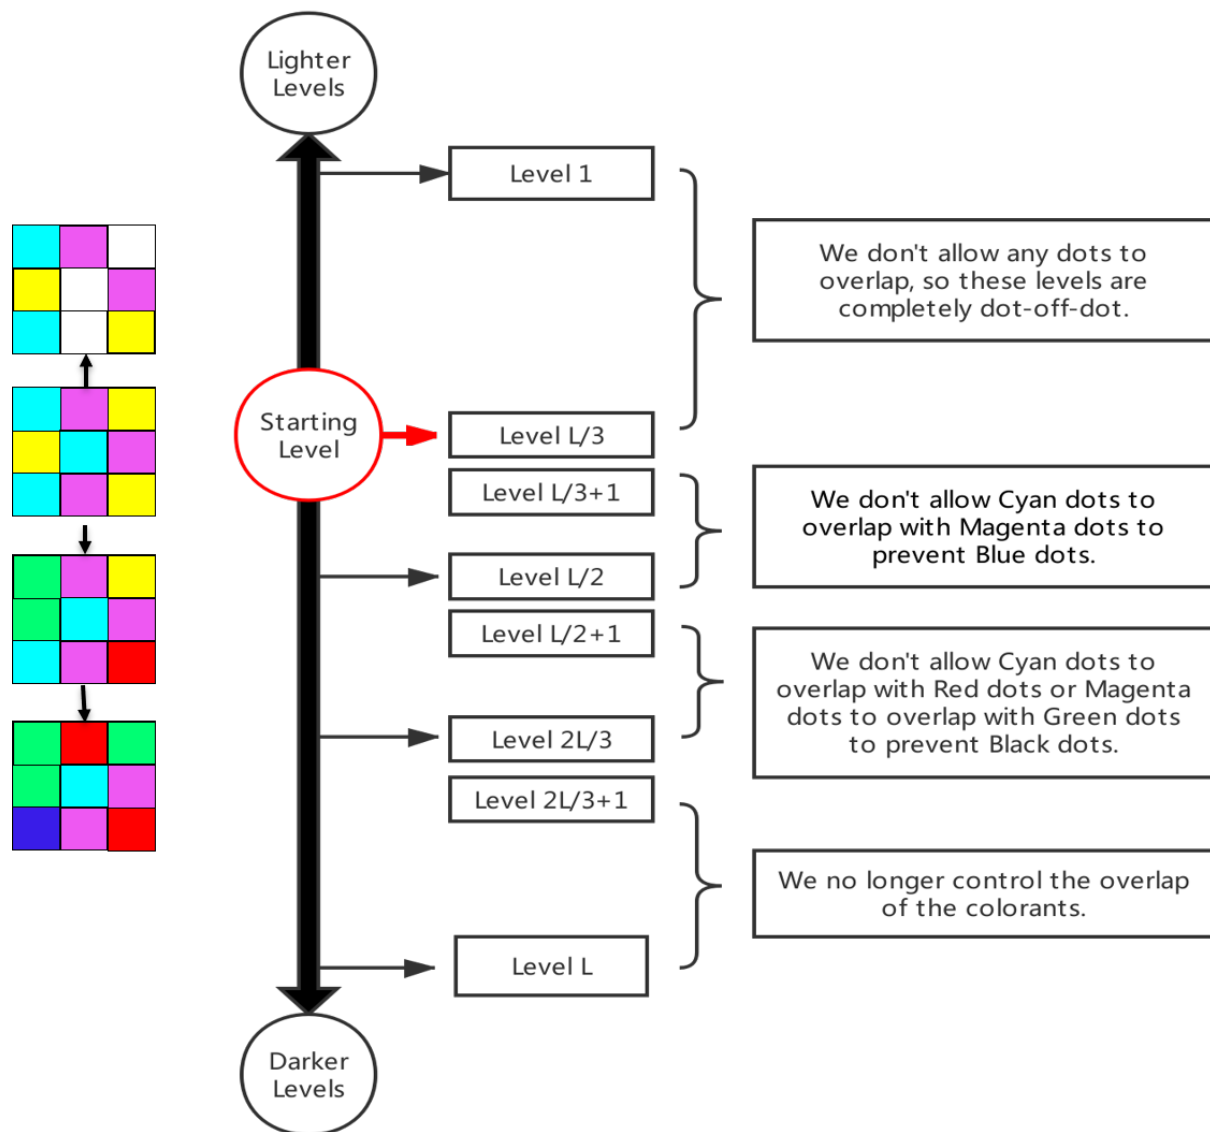 Lighter
Levels
Level 1
We don't allow any dots to
overlap, so these levels are
completely dot-off-dot.
Starting
Level
Level L/3
Level L/3+1
We don't allow Cyan dots to
overlap with Magenta dots to
prevent Blue dots.
Level L/2
Level L/2+1
We don't allow Cyan dots to
overlap with Red dots or Magenta
dots to overlap with Green dots
to prevent Black dots.
Level 2L/3
Level 2L/3+1
We no longer control the overlap
of the colorants.
Level L
Darker
Levels